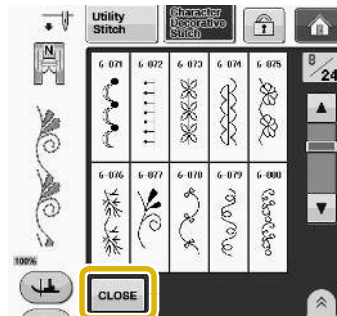 Utility
Stitch
Character
Decorative
Stitch
N
6-071 6-072 6-073 6-074 6-075
8/24
6-076 6-077 6-078 6-079 6-080
100%
CLOSE